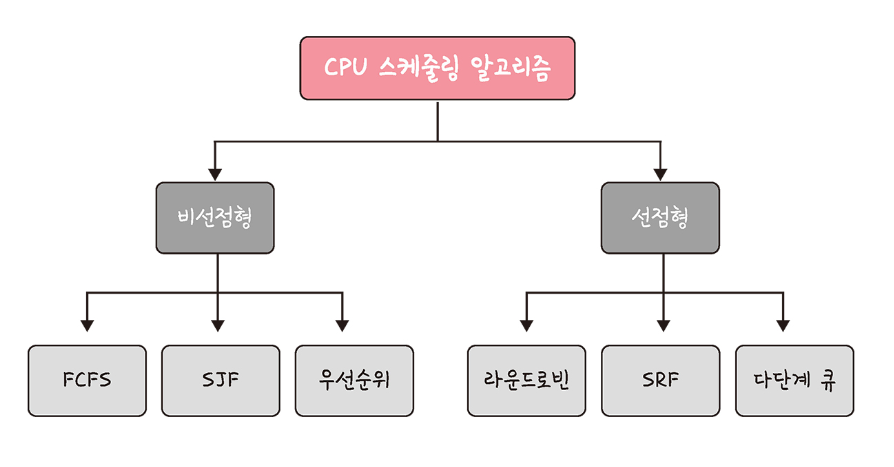 CPU 스케줄링 알고리즘
비선점형
선점형
FCFS
SJF
우선순위
라운드로빈
SRF
다단계 큐